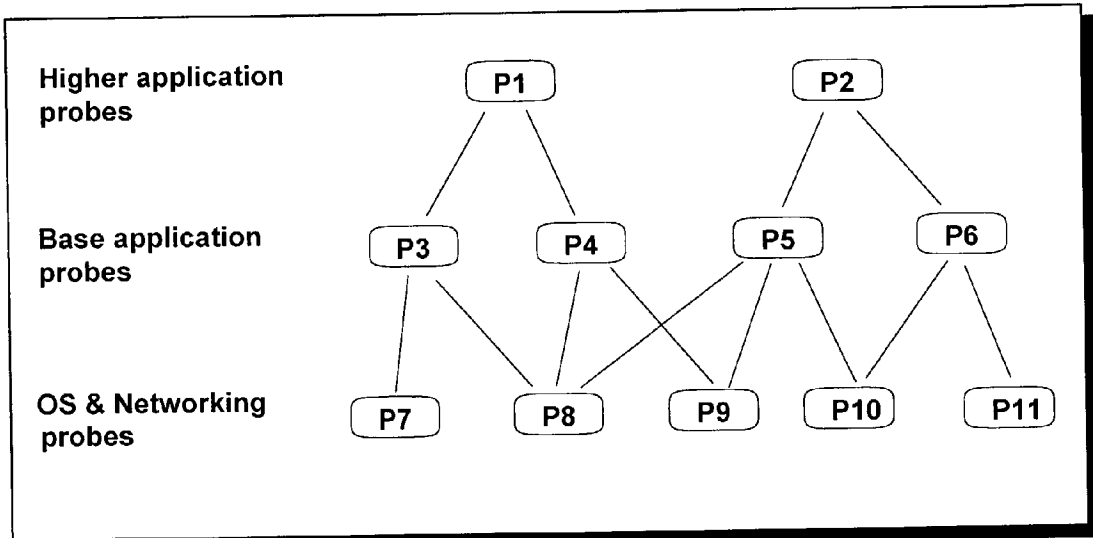 Higher application
probes
P1
P2
Base application
probes
P3
P4
P5
P6
OS & Networking
probes
P7
P8
P9
P10
P11